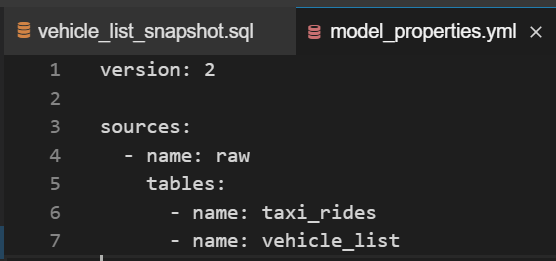 vehicle_list_snapshot.sql model_properties.yml ×
1 version: 2
2
3 sources:
4   - name: raw
5     tables:
6       - name: taxi_rides
7       - name: vehicle_list